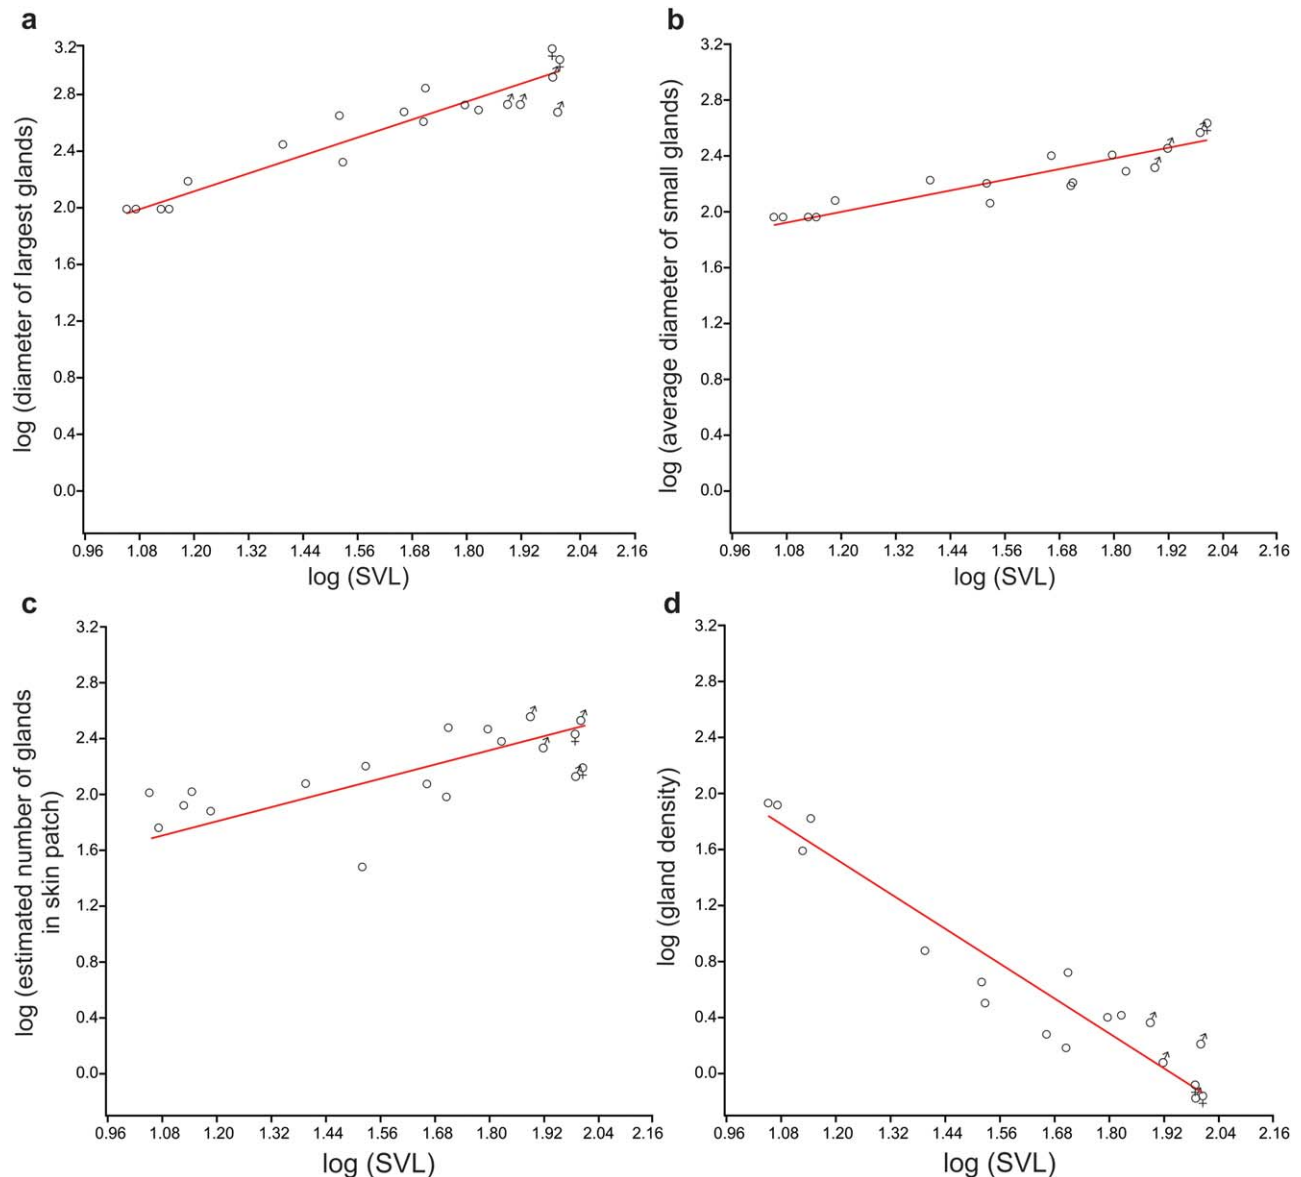 a
3.2
2.8
2.4
2.0
1.6
1.2
0.8
0.4
0.0
log (diameter of largest glands)
0.96 1.08 1.20 1.32 1.44 1.56 1.68 1.80 1.92 2.04 2.16
log (SVL)
b
3.2
2.8
2.4
2.0
1.6
1.2
0.8
0.4
0.0
log (average diameter of small glands)
0.96 1.08 1.20 1.32 1.44 1.56 1.68 1.80 1.92 2.04 2.16
log (SVL)
c
3.2
2.8
2.4
2.0
1.6
1.2
0.8
0.4
0.0
log (estimated number of glands
in skin patch)
0.96 1.08 1.20 1.32 1.44 1.56 1.68 1.80 1.92 2.04 2.16
log (SVL)
d
3.2
2.8
2.4
2.0
1.6
1.2
0.8
0.4
0.0
log (gland density)
0.96 1.08 1.20 1.32 1.44 1.56 1.68 1.80 1.92 2.04 2.16
log (SVL)